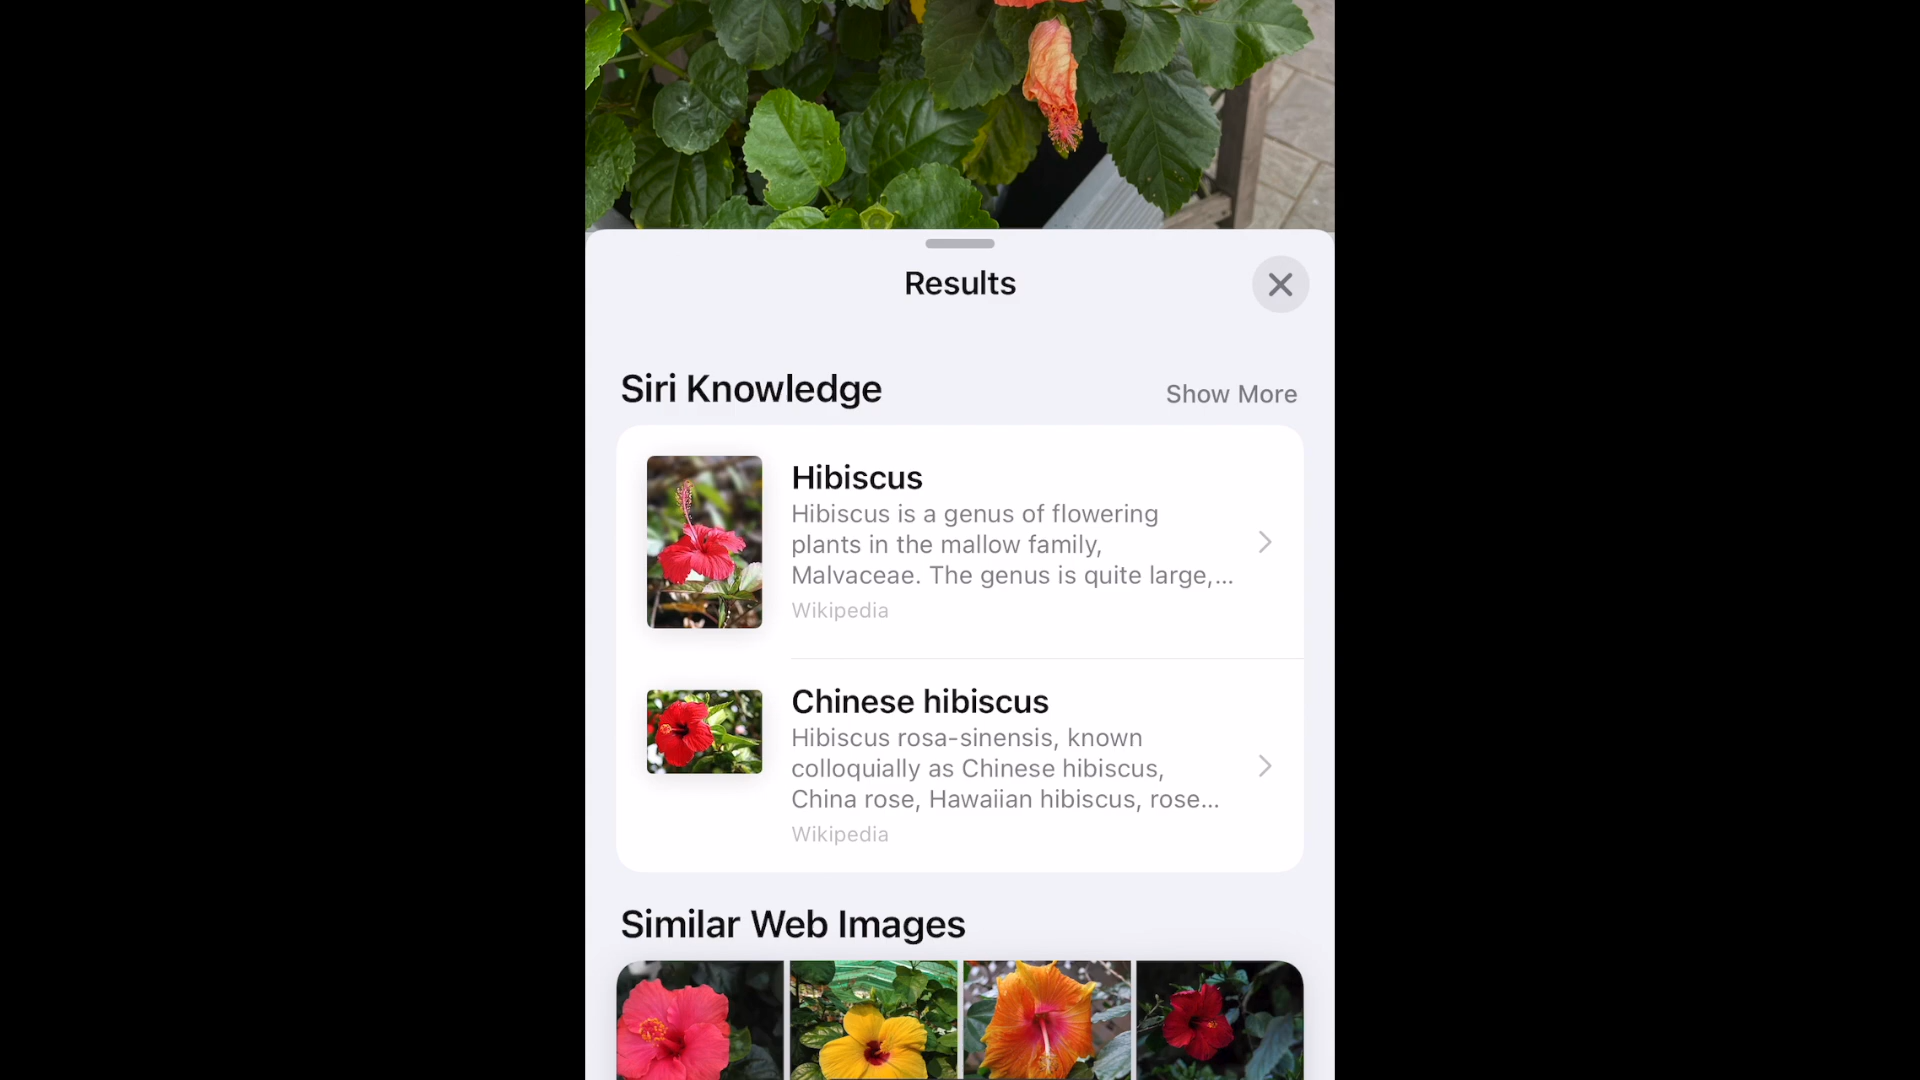 Results
Siri Knowledge
Show More
Hibiscus
Hibiscus is a genus of flowering
plants in the mallow family,
Malvaceae. The genus is quite large,...
Wikipedia
Chinese hibiscus
Hibiscus rosa-sinensis, known
colloquially as Chinese hibiscus,
China rose, Hawaiian hibiscus, rose...
Wikipedia
Similar Web Images